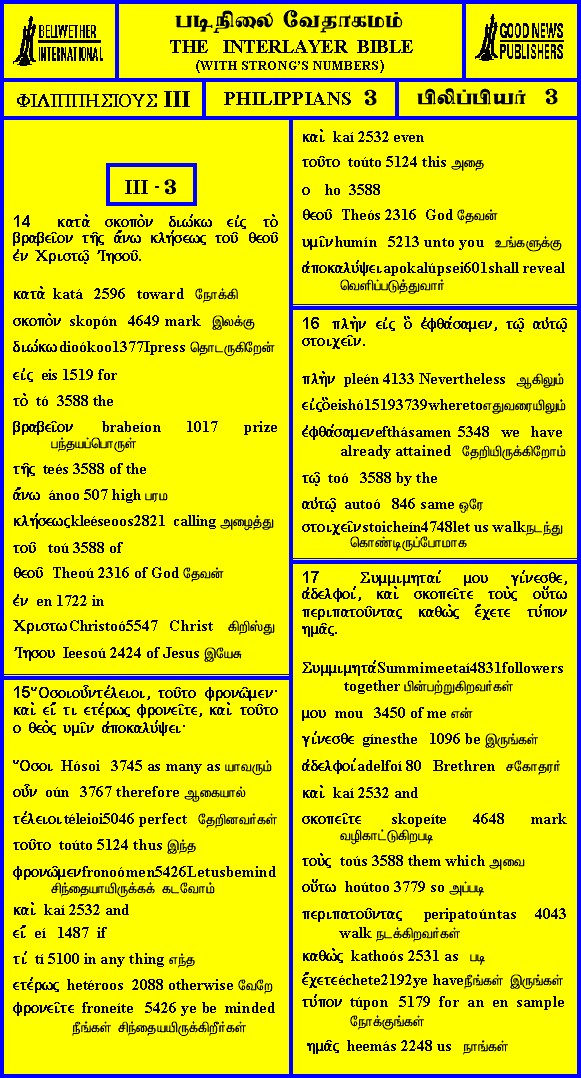 BELLWETHER
INTERNATIONAL
படிநிலை வேதாகமம்
THE INTERLAYER BIBLE
(WITH STRONG'S NUMBERS)
GOOD NEWS
PUBLISHERS
ΦΙΛΙΠΠΗΣΙΟΥΣ III
PHILIPPIANS 3
பிலிப்பியர் 3
III - 3
14 κατὰ σκοπὸν διώκω εἰς τὸ
βραβεῖον τῆς ἄνω κλήσεως τοῦ θεοῦ
ἐν Χριστῷ Ἰησοῦ.
κατὰ katá 2596 toward நோக்கி
σκοπὸν skopón 4649 mark இலக்கு
διώκω dioókoo1377Ipress தொடருகிறேன்
εἰς eis 1519 for
τὸ tó 3588 the
βραβεῖον brabeíon 1017 prize
பந்தயப்பொருள்
τῆς teés 3588 of the
ἄνω ánoo 507 high பரம
κλήσεως kleéseoos2821 calling அழைத்து
τοῦ toú 3588 of
θεοῦ Theoú 2316 of God தேவன்
ἐν en 1722 in
Χριστω Christoó5547 Christ கிறிஸ்து
Ἰησου Ieesoú 2424 of Jesus இயேசு
15 Ὅσοιοὖντέλειοι, τοῦτο φρονῶμεν·
καὶ εἴ τι ετέρως φρονεῖτε, καὶ τοῦτο
ο θεὸς υμῖν ἀποκαλύψει·
Ὅσοι Hósoi 3745 as many as யாவரும்
οὖν oún 3767 therefore ஆகையால்
τέλειοι téleioi5046 perfect தேறினவர்கள்
τοῦτο toúto 5124 thus இந்த
φρονῶμεν fronoómen5426Letusbemind
சிந்தையாயிருக்கக் கடவோம்
καὶ kaí 2532 and
εἴ eí 1487 if
τι tí 5100 in any thing எந்த
ετέρως hetéroos 2088 otherwise வேறே
φρονεῖτε froneíte 5426 ye be minded
நீங்கள் சிந்தையயிருக்கிறீர்கள்
καὶ kaí 2532 even
τοῦτο toúto 5124 this அதை
ο ho 3588
θεοῦ Theós 2316 God தேவன்
υμῖν humín 5213 unto you உங்களுக்கு
ἀποκαλύψει apokalúpsei601shall reveal
வெளிப்படுத்துவார்
16 πλὴν εἰς ὃ ἐφθάσαμεν, τῷ αὐτῷ
στοιχεῖν.
πλὴν pleén 4133 Nevertheless ஆகிலும்
εἰςὃ eishó15193739whereto எதுவரையிலும்
ἐφθάσαμεν efthásamen 5348 we have
already attained தேறியிருக்கிறோம்
τῷ toó 3588 by the
αὐτῷ autoó 846 same ஒரே
στοιχεῖν stoicheín4748let us walk நடந்து
கொண்டிருப்போமாக
17 Συμμιμηταί μου γίνεσθε,
ἀδελφοί, καὶ σκοπεῖτε τοὺς οὕτω
περιπατοῦντας καθὼς ἔχετε τύπον
ημᾶς.
Συμμιμητά Summimeetaí4831followers
together பின்பற்றுகிறவர்கள்
μου mou 3450 of me என்
γίνεσθε gínesthe 1096 be இருங்கள்
ἀδελφοί adelfoí 80 Brethren சகோதரர்
καὶ kaí 2532 and
σκοπεῖτε skopeíte 4648 mark
வழிகாட்டுகிறபடி
τοὺς toús 3588 them which அவை
οὕτω hoútoo 3779 so அப்படி
περιπατοῦντας peripatoúntas 4043
walk நடக்கிறவர்கள்
καθὼς kathoós 2531 as படி
ἔχετε échete2192ye have நீங்கள் இருங்கள்
τύπον túpon 5179 for an en sample
நோக்குங்கள்
ημᾶς heemás 2248 us நாங்கள்